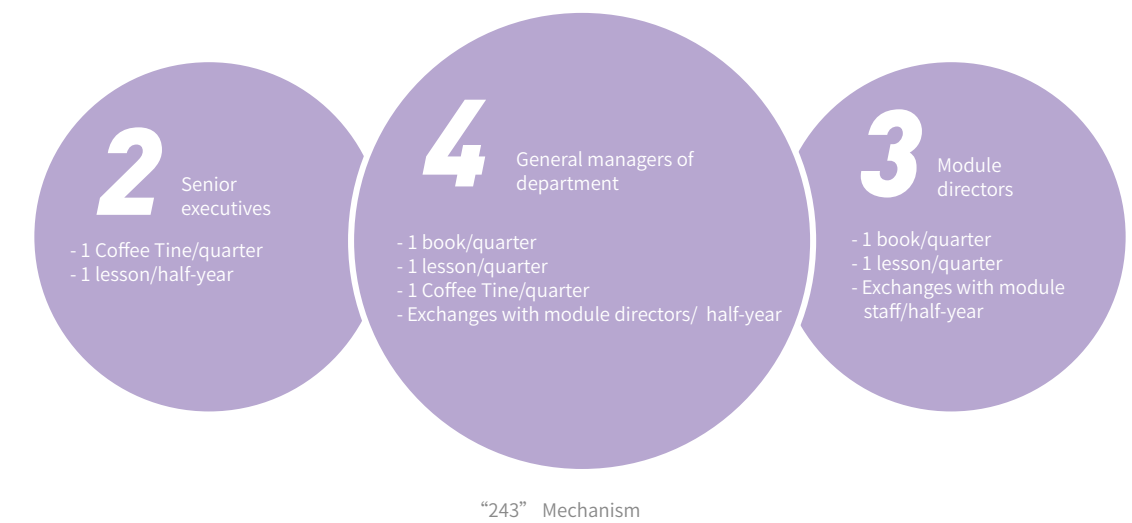 2
Senior
executives
- 1 Coffee Tine/quarter
- 1 lesson/half-year
4
General managers of
department
- 1 book/quarter
- 1 lesson/quarter
- 1 Coffee Tine/quarter
- Exchanges with module directors/ half-year
3
Module
directors
- 1 book/quarter
- 1 lesson/quarter
- Exchanges with module
staff/half-year
“243” Mechanism